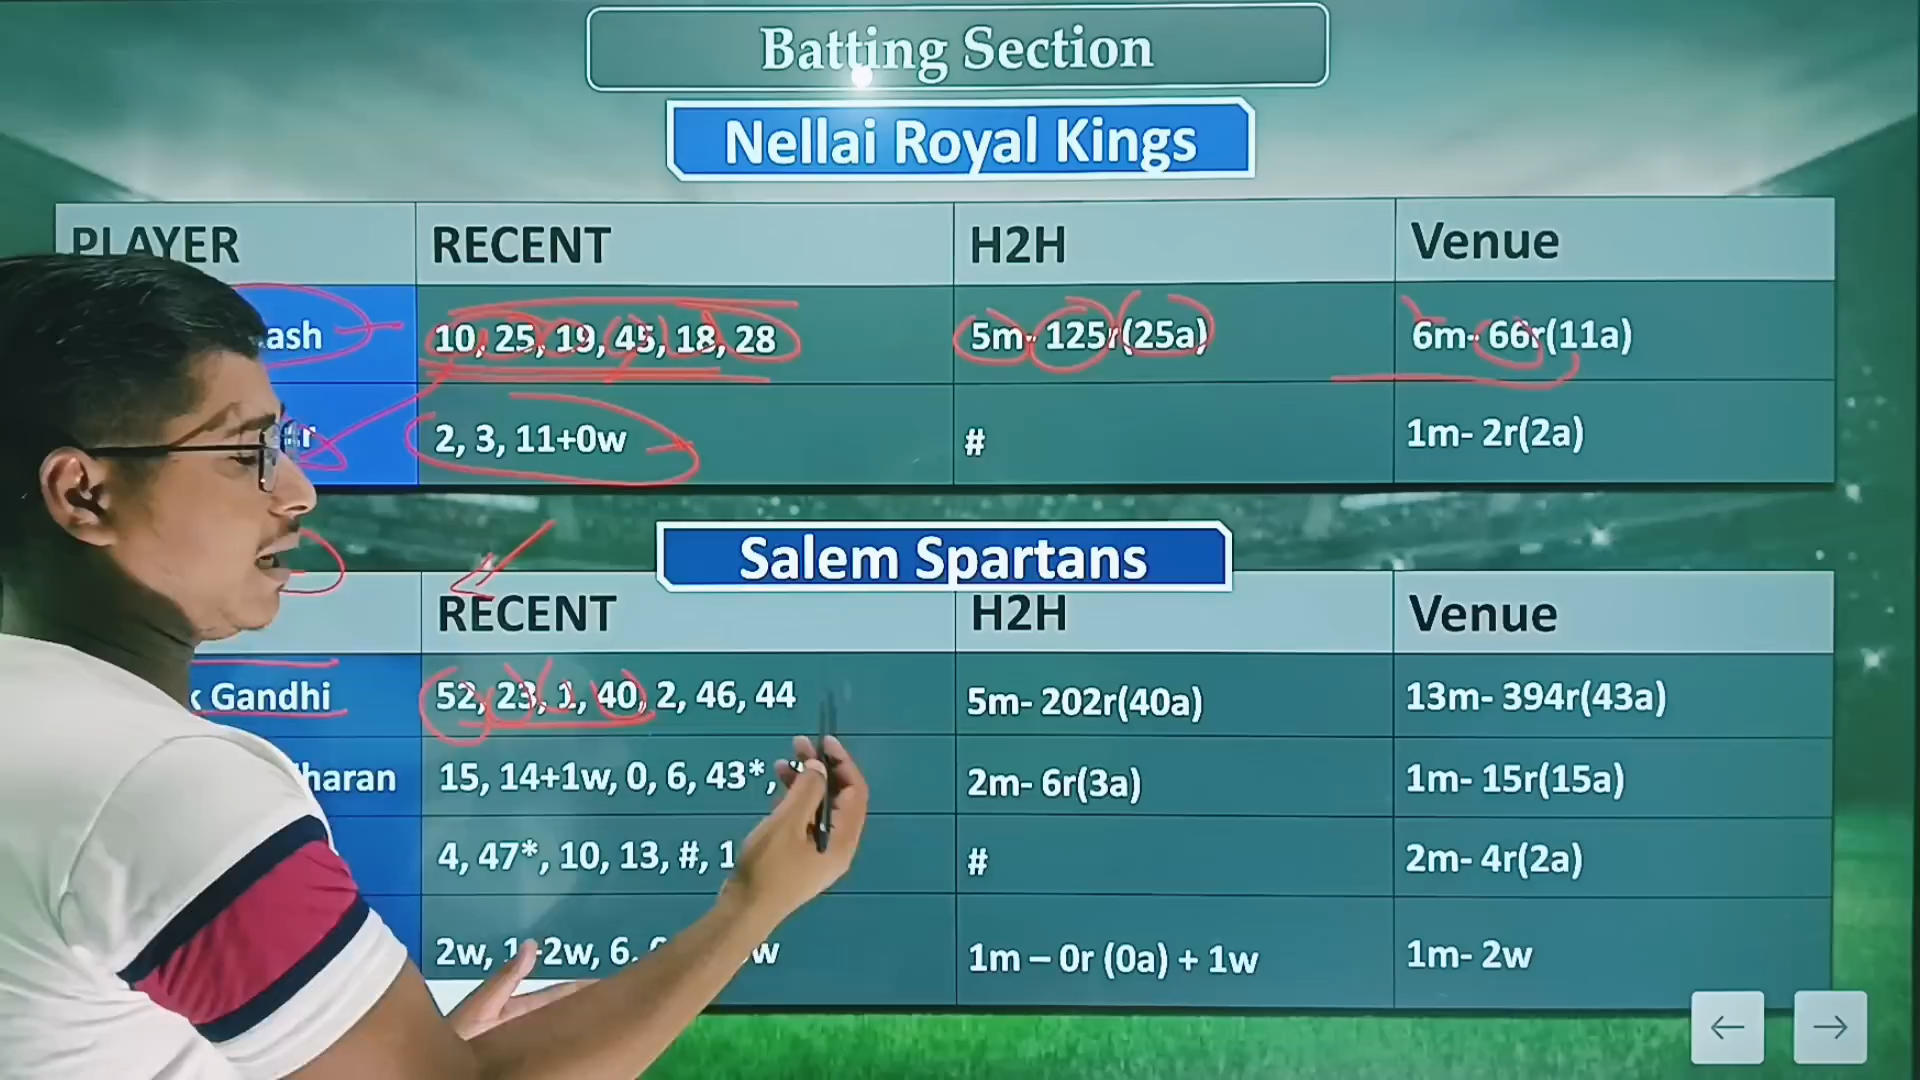 Batting Section
Nellai Royal Kings
PLAYER RECENT H2H Venue
10, 25, 19, 45, 18, 28 5m- 125r(25a) 6m- 66r(11a)
2, 3, 11+0w # 1m- 2r(2a)
Salem Spartans
RECENT H2H Venue
Gandhi 52, 23, 1, 40, 2, 46, 44 5m- 202r(40a) 13m- 394r(43a)
15, 14+1w, 0, 6, 43*, 2m- 6r(3a) 1m- 15r(15a)
4, 47*, 10, 13, #, # 2m- 4r(2a)
2w, 6, 1m – 0r (0a) + 1w 1m- 2w